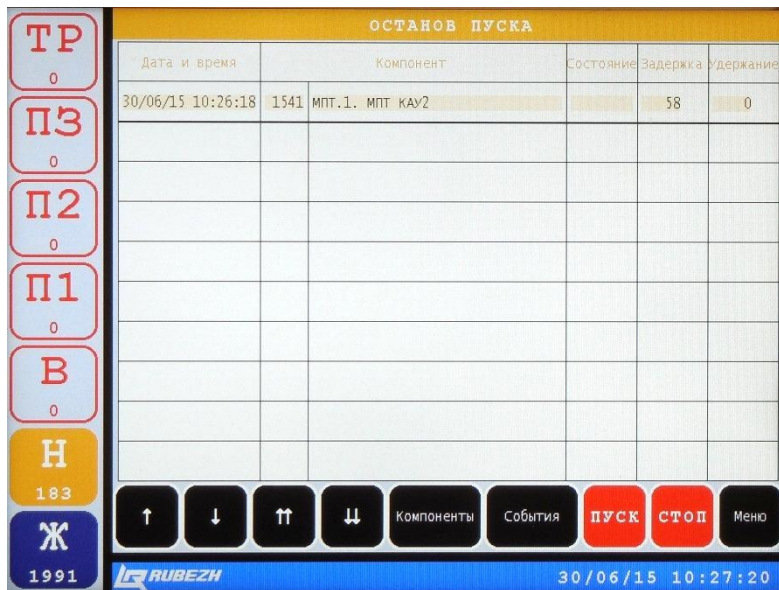 ТР
0
ПЗ
0
П2
0
П1
0
В
0
Н
183
Ж
1991
ОСТАНОВ ПУСКА
Дата и время Компонент Состояние Задержка Удержание
30/06/15 10:26:18 1541 МПТ.1. МПТ КАУ2 58 0
↑ ↓ ⇈ ⇊ Компоненты События ПУСК СТОП Меню
RUBEZH 30/06/15 10:27:20